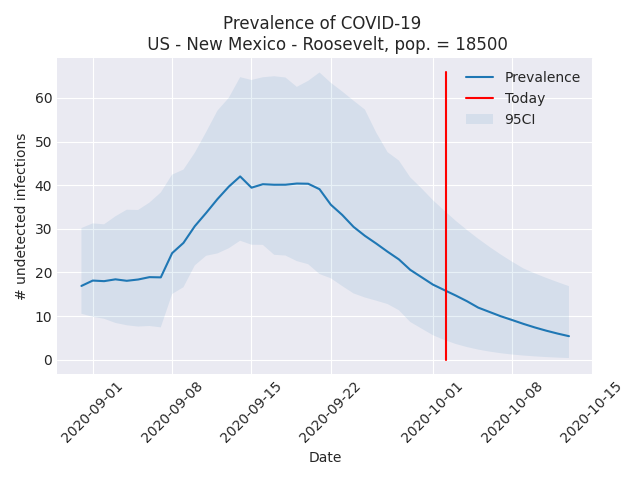 Prevalence of COVID-19
US - New Mexico - Roosevelt, pop. = 18500
Prevalence
Today
95CI
# undetected infections
60
50
40
30
20
10
0
2020-09-01
2020-09-08
2020-09-15
2020-09-22
2020-10-01
2020-10-08
2020-10-15
Date